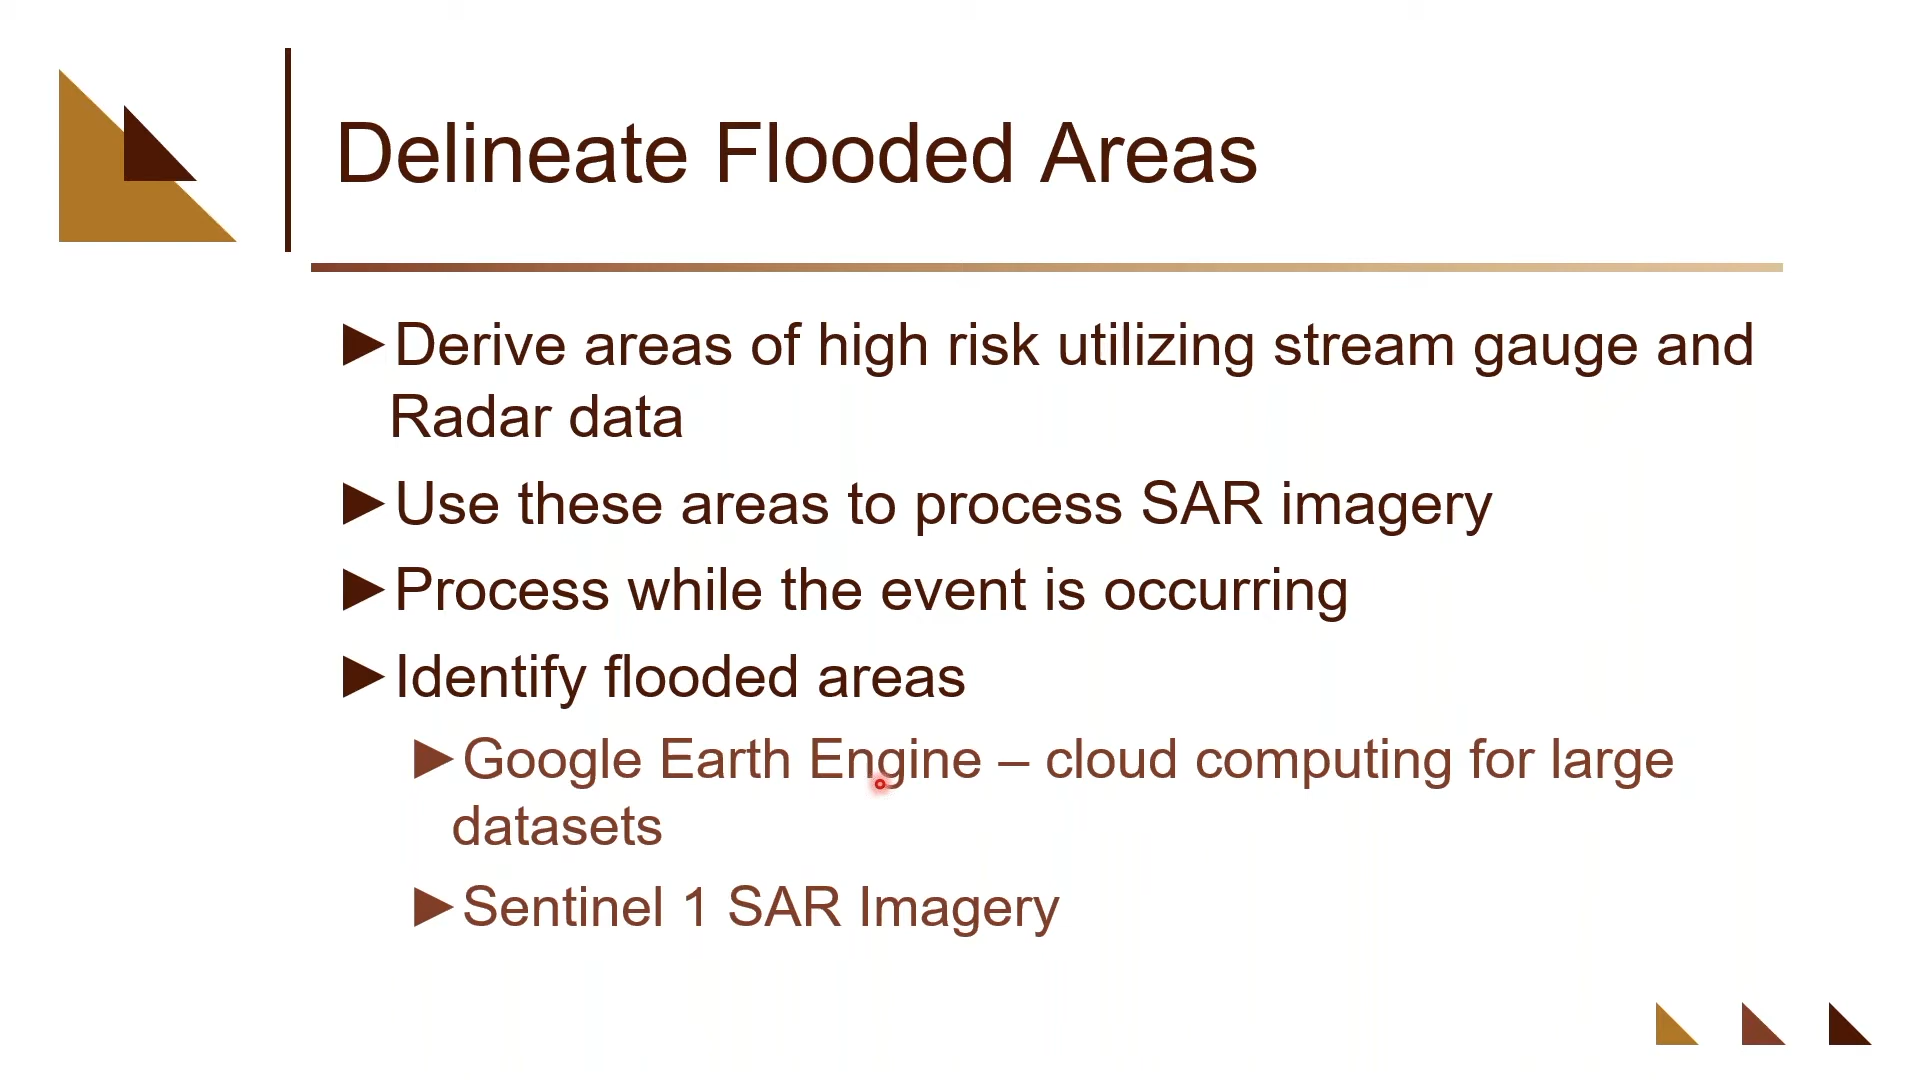 Delineate Flooded Areas
►Derive areas of high risk utilizing stream gauge and
Radar data
►Use these areas to process SAR imagery
►Process while the event is occurring
►Identify flooded areas
►Google Earth Engine – cloud computing for large
datasets
►Sentinel 1 SAR Imagery